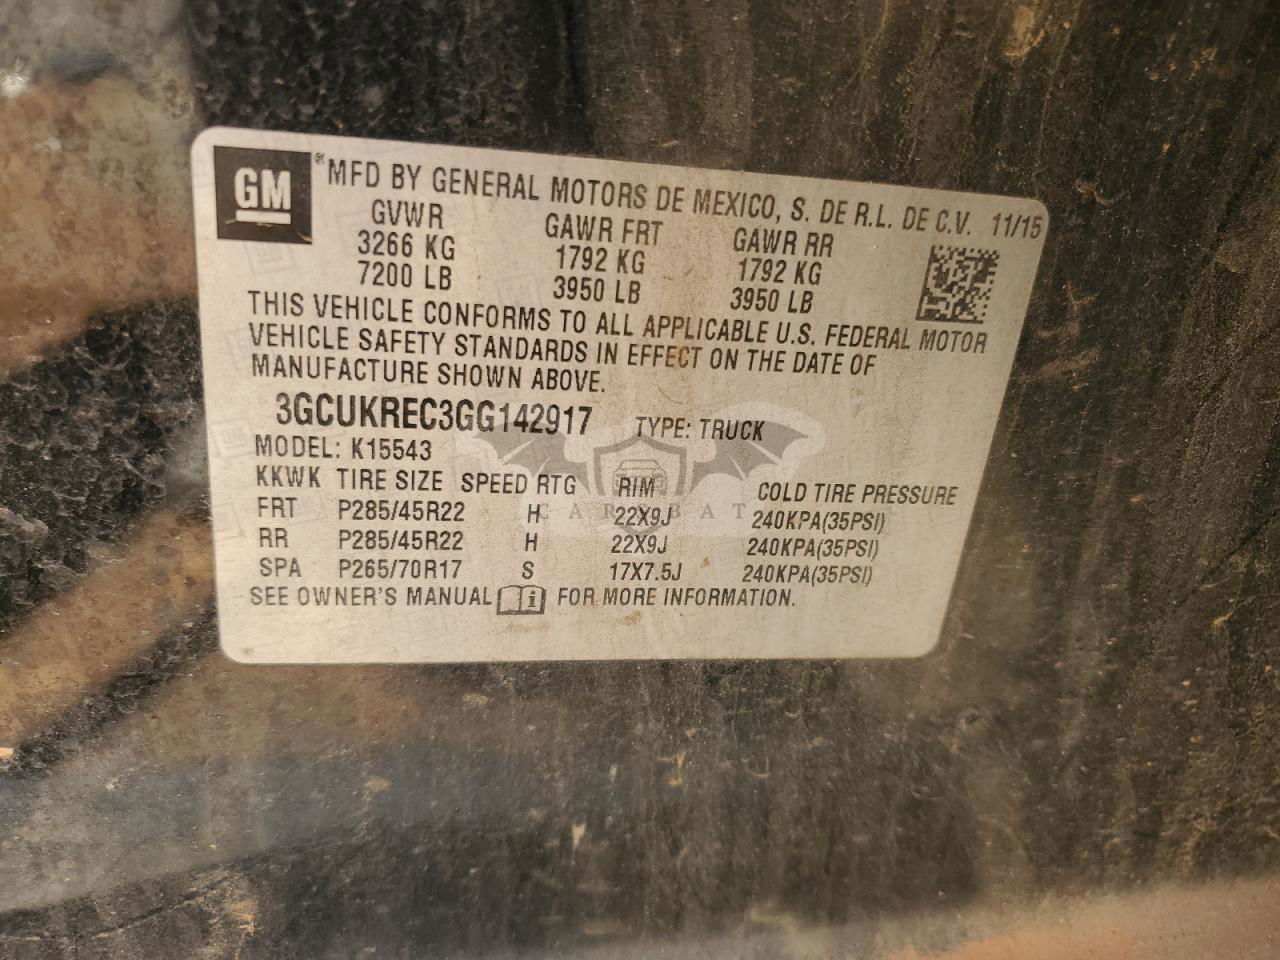 GM ® MFD BY GENERAL MOTORS DE MEXICO, S. DE R.L. DE C.V. 11/15
GVWR GAWR FRT GAWR RR
3266 KG 1792 KG 1792 KG
7200 LB 3950 LB 3950 LB
THIS VEHICLE CONFORMS TO ALL APPLICABLE U.S. FEDERAL MOTOR
VEHICLE SAFETY STANDARDS IN EFFECT ON THE DATE OF
MANUFACTURE SHOWN ABOVE.
3GCUKREC3GG142917 TYPE: TRUCK
MODEL: K15543
KKWK TIRE SIZE SPEED RTG RIM COLD TIRE PRESSURE
FRT P285/45R22 H 22X9J 240KPA(35PSI)
RR P285/45R22 H 22X9J 240KPA(35PSI)
SPA P265/70R17 S 17X7.5J 240KPA(35PSI)
SEE OWNER'S MANUAL i FOR MORE INFORMATION.